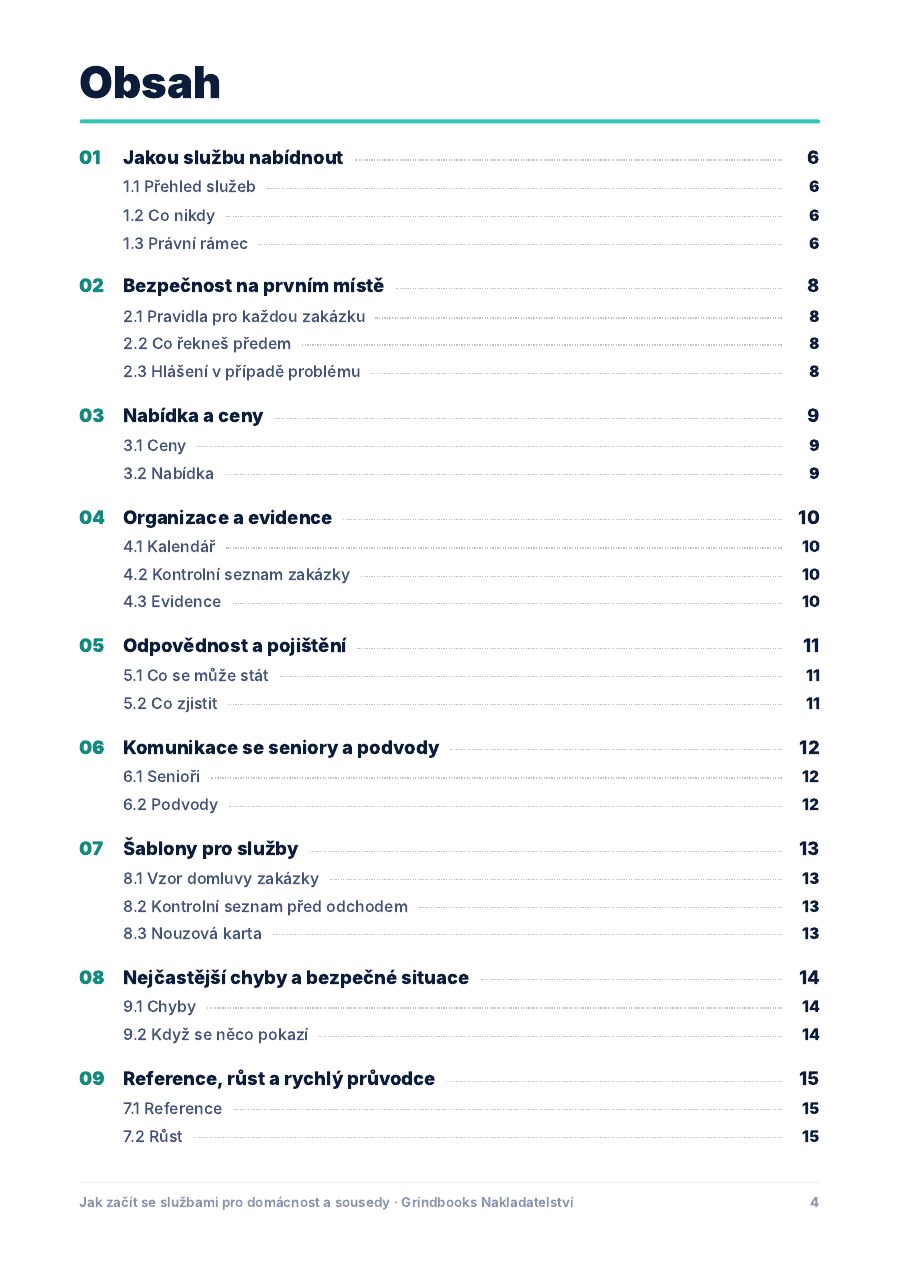 Obsah
01 Jakou službu nabídnout 6
1.1 Přehled služeb 6
1.2 Co nikdy 6
1.3 Právní rámec 6
02 Bezpečnost na prvním místě 8
2.1 Pravidla pro každou zakázku 8
2.2 Co řekneš předem 8
2.3 Hlášení v případě problému 8
03 Nabídka a ceny 9
3.1 Ceny 9
3.2 Nabídka 9
04 Organizace a evidence 10
4.1 Kalendář 10
4.2 Kontrolní seznam zakázky 10
4.3 Evidence 10
05 Odpovědnost a pojištění 11
5.1 Co se může stát 11
5.2 Co zjistit 11
06 Komunikace se seniory a podvody 12
6.1 Senioři 12
6.2 Podvody 12
07 Šablony pro služby 13
8.1 Vzor domluvy zakázky 13
8.2 Kontrolní seznam před odchodem 13
8.3 Nouzová karta 13
08 Nejčastější chyby a bezpečné situace 14
9.1 Chyby 14
9.2 Když se něco pokazí 14
09 Reference, růst a rychlý průvodce 15
7.1 Reference 15
7.2 Růst 15
Jak začít se službami pro domácnost a sousedy · Grindbooks Nakladatelství 4